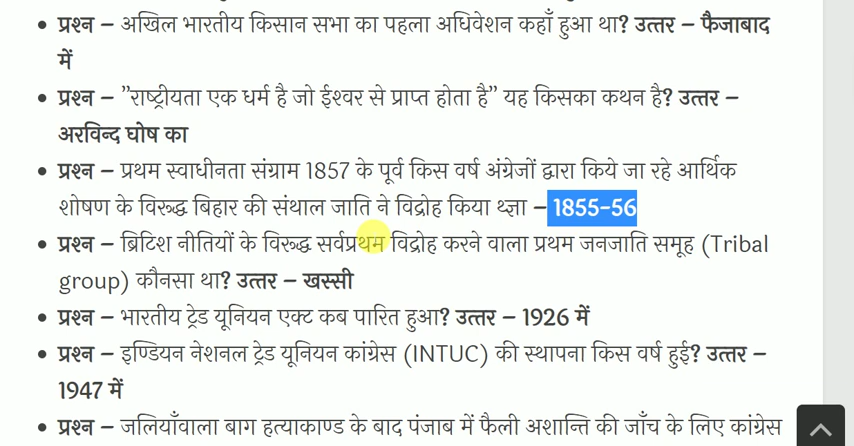 • प्रश्न – अखिल भारतीय किसान सभा का पहला अधिवेशन कहाँ हुआ था? उत्तर – फैजाबाद
में
• प्रश्न – ”राष्ट्रीयता एक धर्म है जो ईश्वर से प्राप्त होता है” यह किसका कथन है? उत्तर –
अरविन्द घोष का
• प्रश्न – प्रथम स्वाधीनता संग्राम 1857 के पूर्व किस वर्ष अंग्रेजों द्वारा किये जा रहे आर्थिक
शोषण के विरूद्ध बिहार की संथाल जाति ने विद्रोह किया थ्ज्ञा – 1855-56
• प्रश्न – ब्रिटिश नीतियों के विरूद्ध सर्वप्रथम विद्रोह करने वाला प्रथम जनजाति समूह (Tribal
group) कौनसा था? उत्तर – खस्सी
• प्रश्न – भारतीय ट्रेड यूनियन एक्ट कब पारित हुआ? उत्तर – 1926 में
• प्रश्न – इण्डियन नेशनल ट्रेड यूनियन कांग्रेस (INTUC) की स्थापना किस वर्ष हुई? उत्तर –
1947 में
• प्रश्न – जलियाँवाला बाग हत्याकाण्ड के बाद पंजाब में फैली अशान्ति की जाँच के लिए कांग्रेस